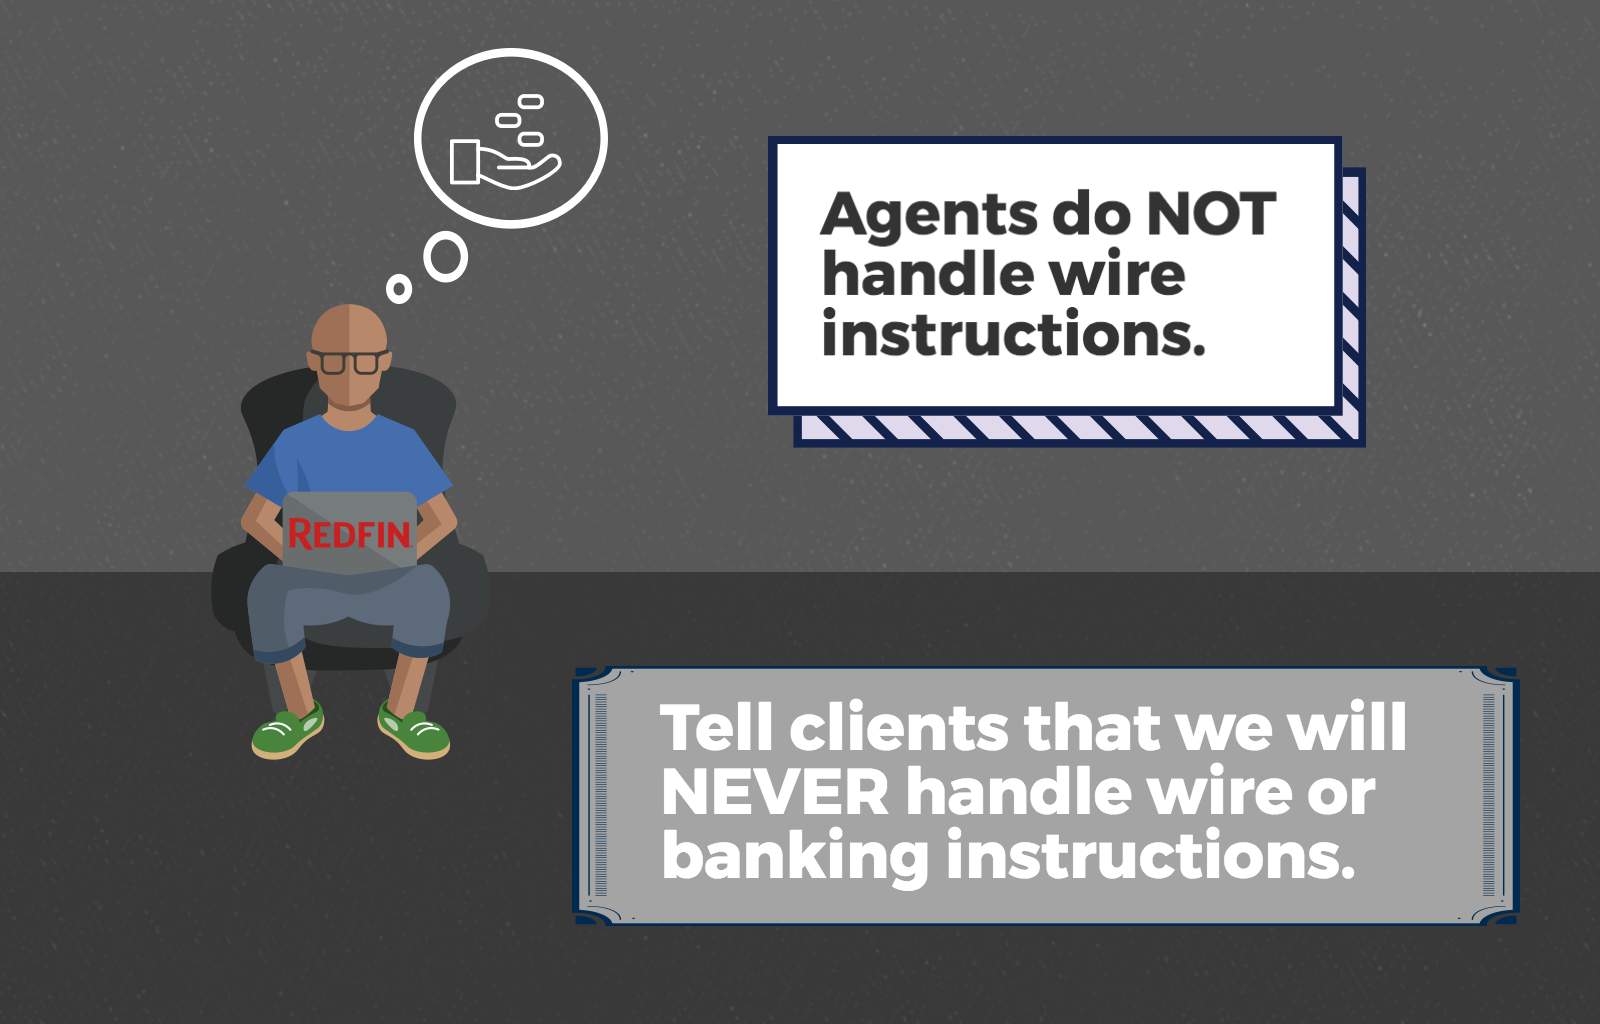 Agents do NOT
handle wire
instructions.
REDFIN
Tell clients that we will
NEVER handle wire or
banking instructions.